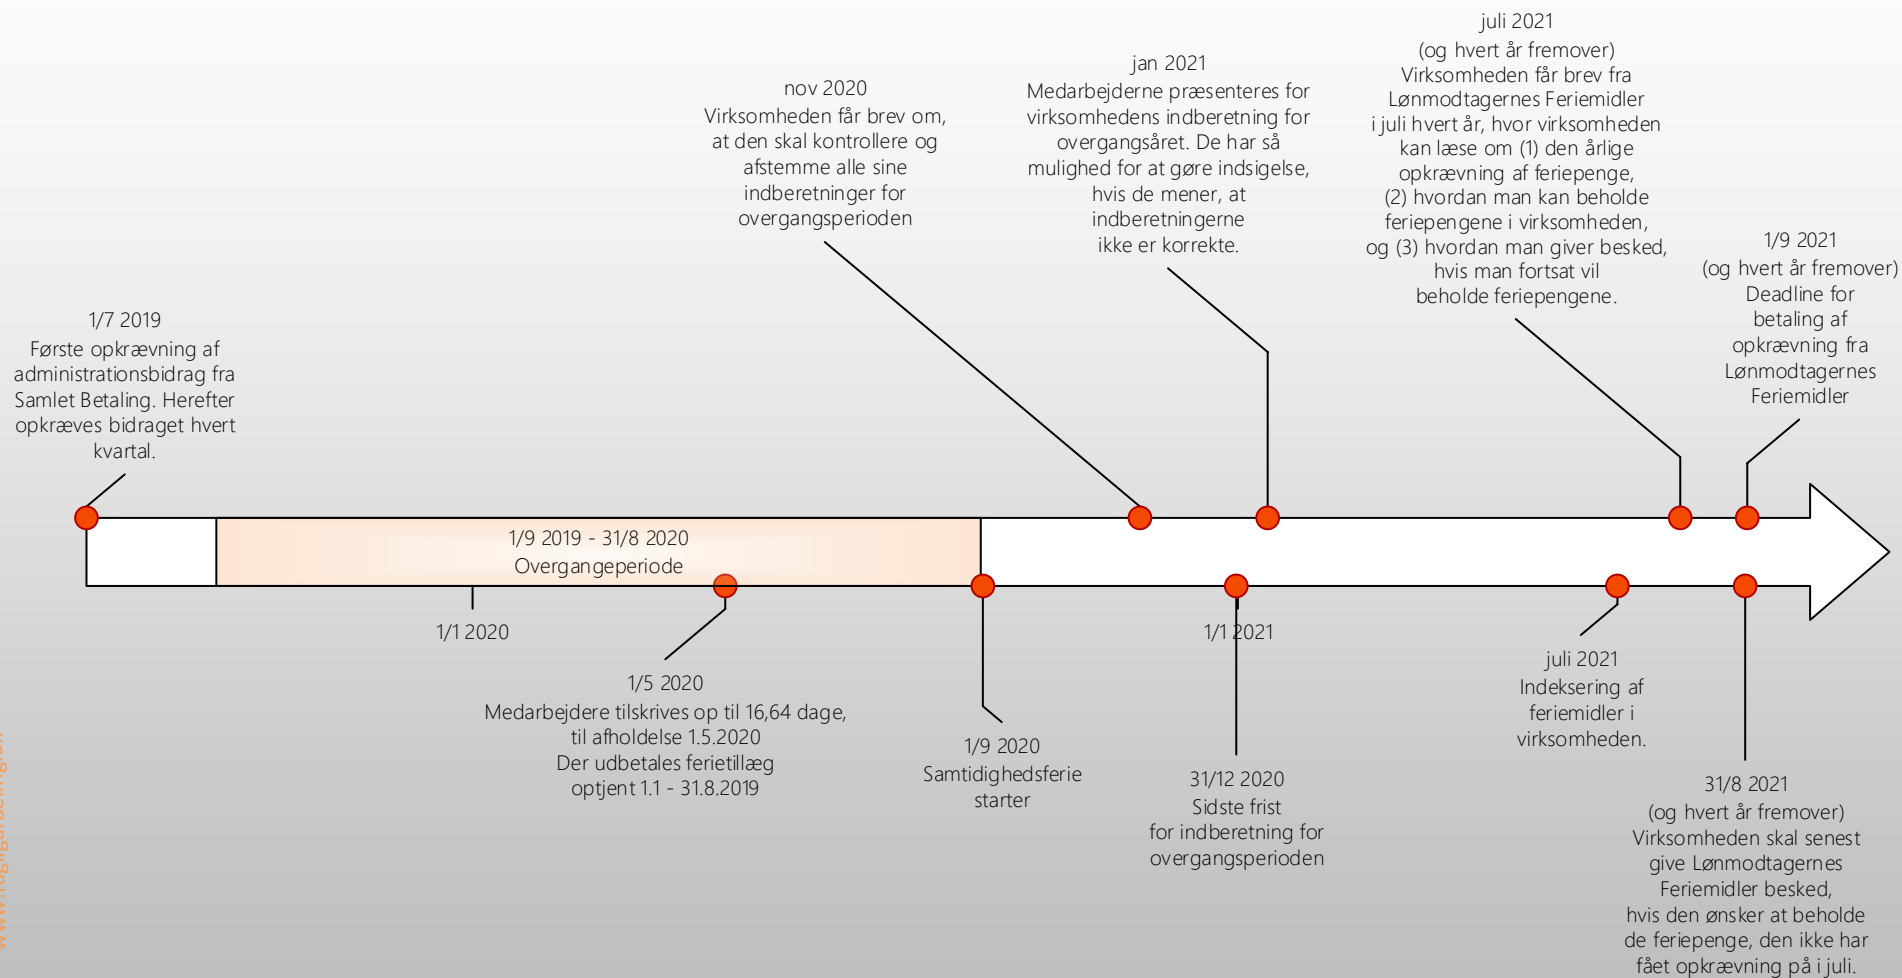 juli 2021
(og hvert år fremover)
Virksomheden får brev fra
Lønmodtagernes Feriemidler
i juli hvert år, hvor virksomheden
kan læse om (1) den årlige
opkrævning af feriepenge,
(2) hvordan man kan beholde
feriepengene i virksomheden,
og (3) hvordan man giver besked,
hvis man fortsat vil
beholde feriepengene.
jan 2021
Medarbejderne præsenteres for
virksomhedens indberetning for
overgangsåret. De har så
mulighed for at gøre indsigelse,
hvis de mener, at
indberetningerne
ikke er korrekte.
nov 2020
Virksomheden får brev om,
at den skal kontrollere og
afstemme alle sine
indberetninger for
overgangsperioden
1/9 2021
(og hvert år fremover)
Deadline for
betaling af
opkrævning fra
Lønmodtagernes
Feriemidler
1/7 2019
Første opkrævning af
administrationsbidrag fra
Samlet Betaling. Herefter
opkræves bidraget hvert
kvartal.
1/9 2019 - 31/8 2020
Overgangeperiode
1/1 2020
1/1 2021
1/5 2020
Medarbejdere tilskrives op til 16,64 dage,
til afholdelse 1.5.2020
Der udbetales ferietillæg
optjent 1.1 - 31.8.2019
1/9 2020
Samtidighedsferie
starter
31/12 2020
Sidste frist
for indberetning for
overgangsperioden
juli 2021
Indeksering af
feriemidler i
virksomheden.
31/8 2021
(og hvert år fremover)
Virksomheden skal senest
give Lønmodtagernes
Feriemidler besked,
hvis den ønsker at beholde
de feriepenge, den ikke har
fået opkrævning på i juli.